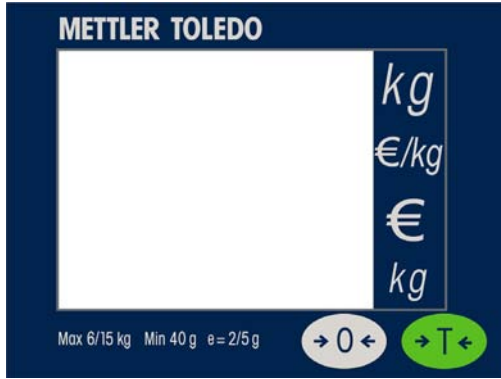 METTLER TOLEDO
kg
€/kg
€
kg
Max 6/15 kg Min 40 g e = 2/5 g
→ 0 ← → T ←